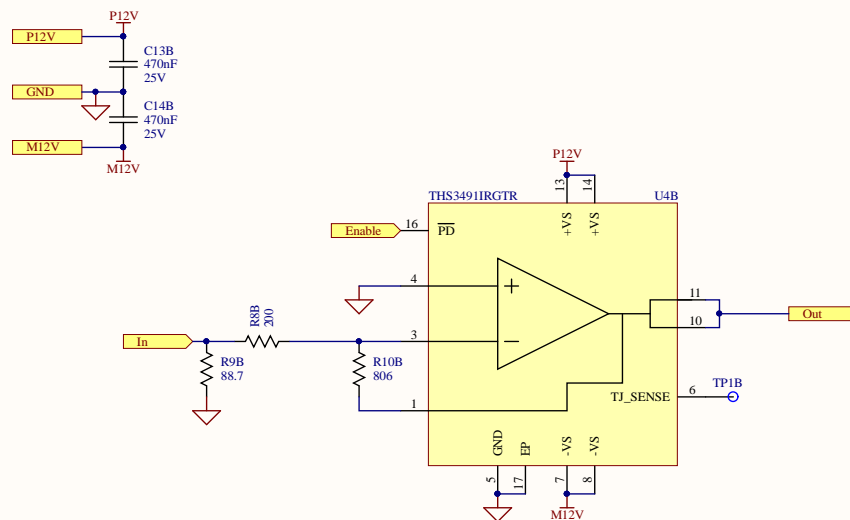 P12V
P12V
C13B
470nF
25V
GND
C14B
470nF
25V
M12V
M12V
P12V
13
14
THS3491IRGTR
U4B
+VS
+VS
Enable
16
PD
4
11
10
Out
R8B
200
In
3
R9B
88.7
R10B
806
1
6
TP1B
TJ_SENSE
GND
EP
-VS
-VS
5
17
7
8
M12V